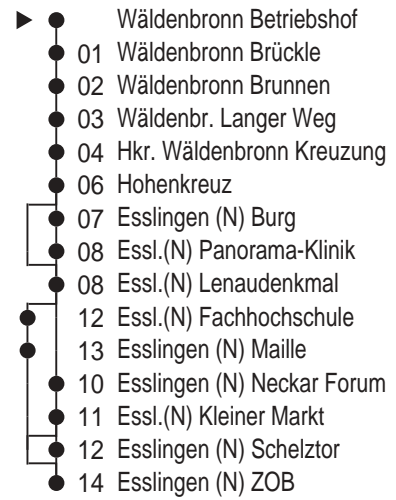 Wäldenbronn Betriebshof
01 Wäldenbronn Brückle
02 Wäldenbronn Brunnen
03 Wäldenbr. Langer Weg
04 Hkr. Wäldenbronn Kreuzung
06 Hohenkreuz
07 Esslingen (N) Burg
08 Essl.(N) Panorama-Klinik
08 Essl.(N) Lenaudenkmal
12 Essl.(N) Fachhochschule
13 Esslingen (N) Maille
10 Esslingen (N) Neckar Forum
11 Essl.(N) Kleiner Markt
12 Esslingen (N) Schelztor
14 Esslingen (N) ZOB